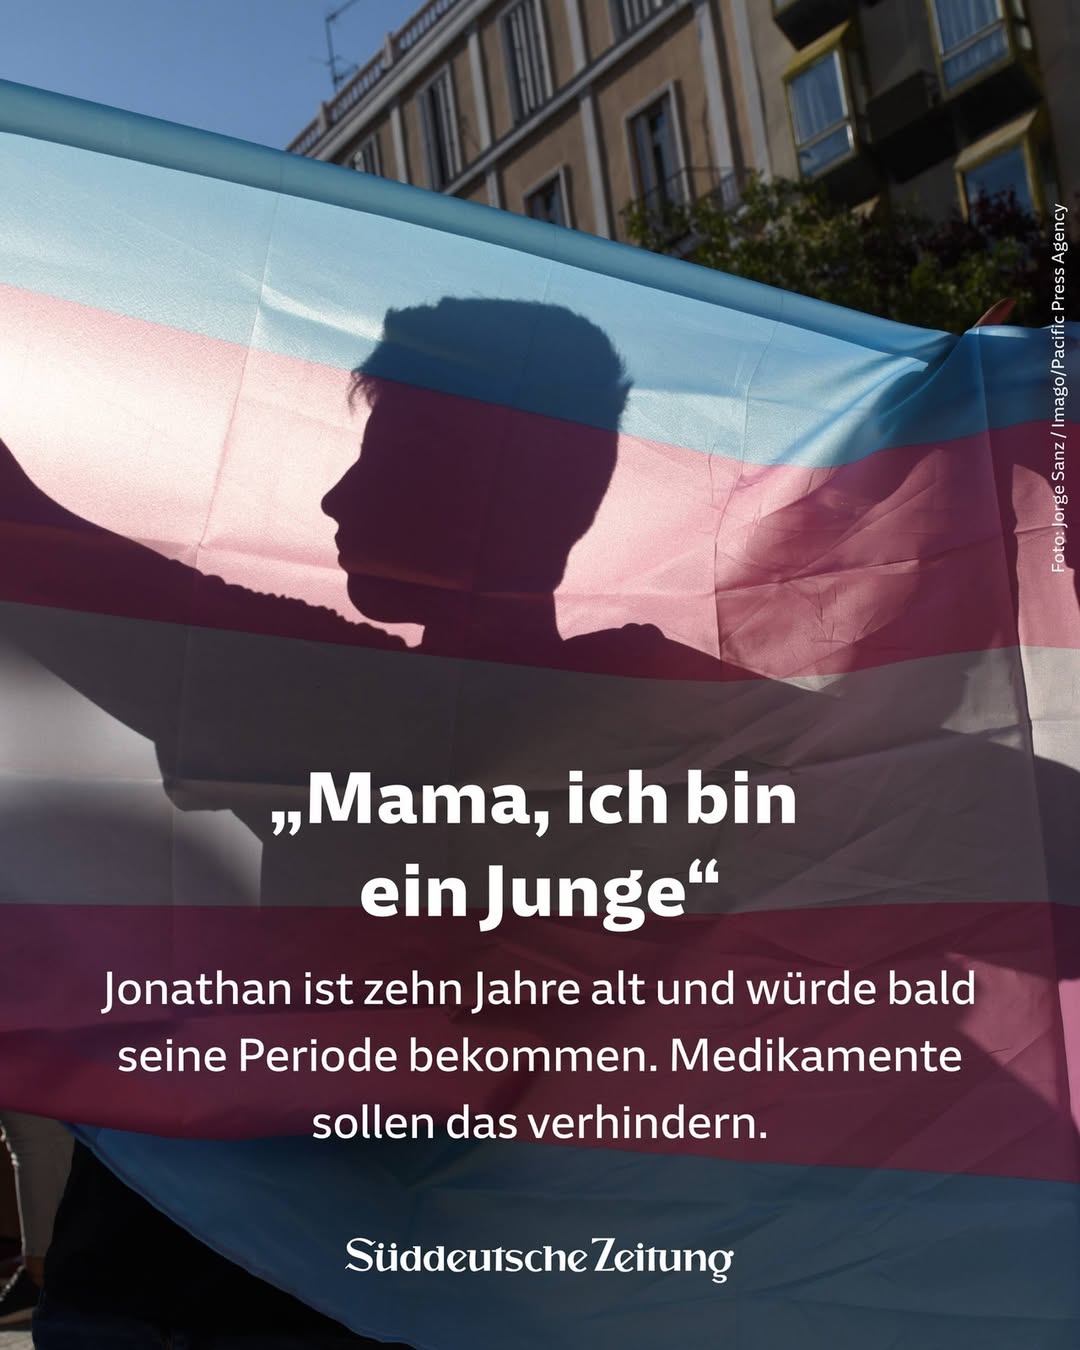 Foto: Jorge Sanz / Imago/Pacific Press Agency
„Mama, ich bin
ein Junge“
Jonathan ist zehn Jahre alt und würde bald
seine Periode bekommen. Medikamente
sollen das verhindern.
Süddeutsche Zeitung